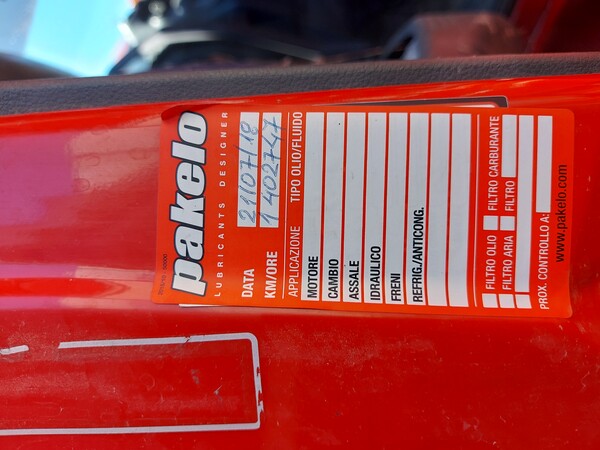 pakelo
LUBRICANTS DESIGNER
DATA 21/07/18
KM/ORE 1402747
APPLICAZIONE TIPO OLIO/FLUIDO
MOTORE
CAMBIO
ASSALE
IDRAULICO
FRENI
REFRIG./ANTICONG.
FILTRO OLIO FILTRO CARBURANTE
FILTRO ARIA FILTRO
PROX. CONTROLLO A:
www.pakelo.com